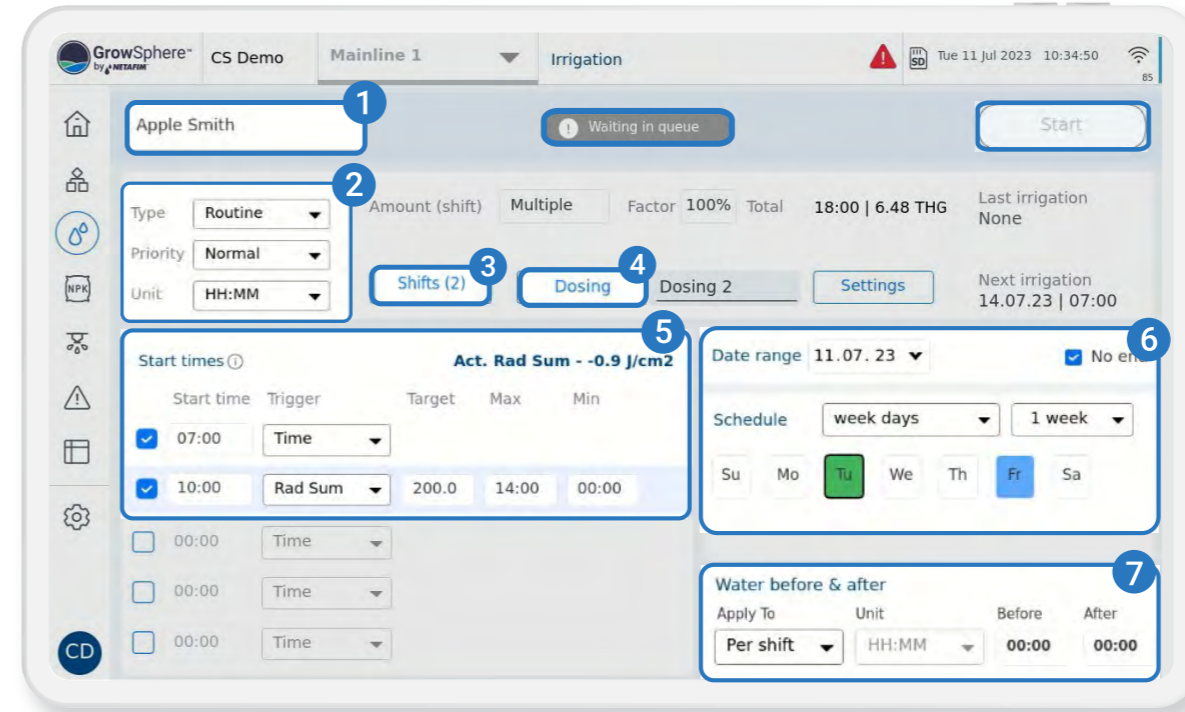 GrowSphere™ CS Demo Mainline 1 Irrigation SD Tue 11 Jul 2023 10:34:50
by NETAFIM™ 85
1
Apple Smith Waiting in queue Start
2
Type Routine Amount (shift) Multiple Factor 100% Total 18:00 | 6.48 THG Last irrigation
None
Priority Normal
3 4
Unit HH:MM Shifts (2) Dosing Dosing 2 Settings Next irrigation
14.07.23 | 07:00
NPK
5 6
Start times Act. Rad Sum - -0.9 J/cm2
Start time Trigger Target Max Min
07:00 Time
10:00 Rad Sum 200.0 14:00 00:00
00:00 Time
00:00 Time
00:00 Time
Date range 11.07. 23 No en
Schedule week days 1 week
Su Mo Tu We Th Fr Sa
7
Water before & after
Apply To Unit Before After
Per shift HH:MM 00:00 00:00
CD